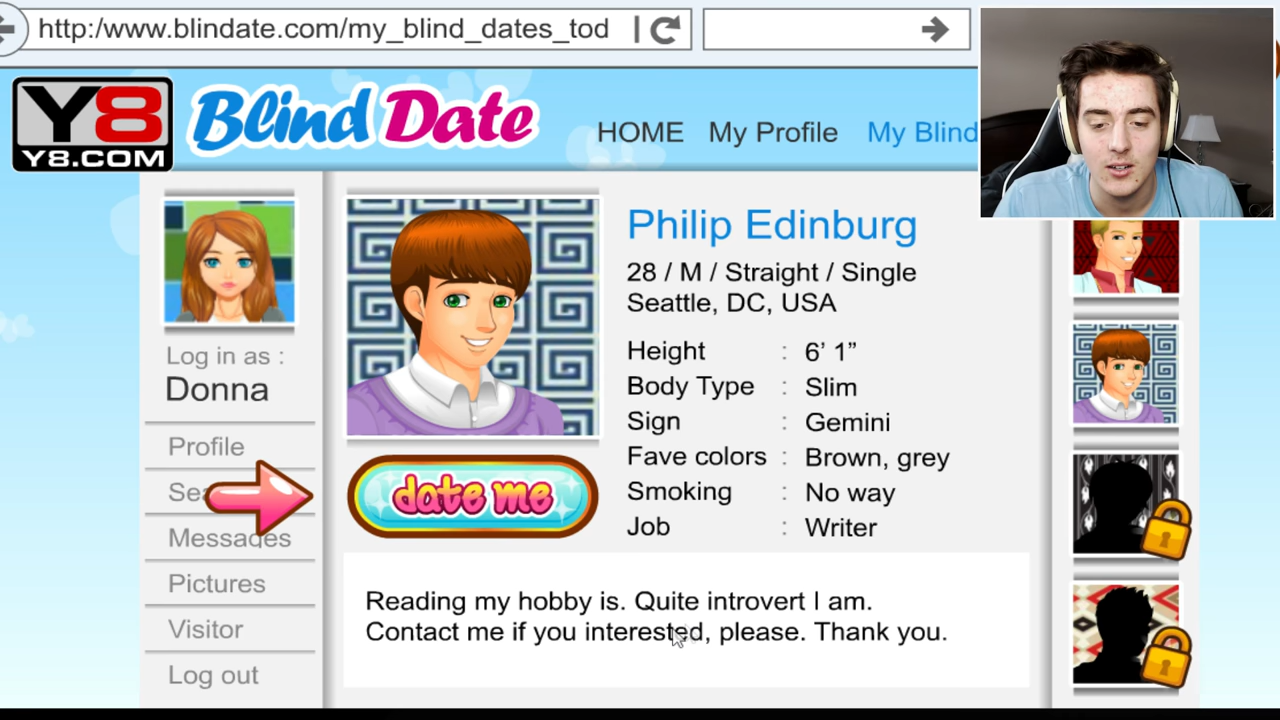 http:/www.blindate.com/my_blind_dates_tod
Y8
Y8.COM
Blind Date
HOME My Profile My Blind
Philip Edinburg
28 / M / Straight / Single
Seattle, DC, USA
Height : 6’ 1”
Body Type : Slim
Sign : Gemini
Fave colors : Brown, grey
Smoking : No way
Job : Writer
Log in as :
Donna
Profile
Messages
Pictures
Visitor
Log out
date me
Reading my hobby is. Quite introvert I am.
Contact me if you interested, please. Thank you.